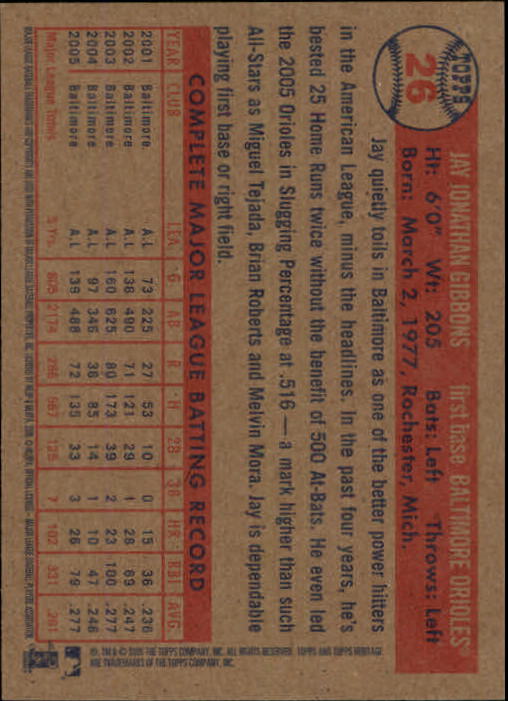 TOPPS
26
JAY JONATHAN GIBBONS first base BALTIMORE ORIOLES
Ht: 6'0" Wt: 205 Bats: Left Throws: Left
Born: March 2, 1977, Rochester, Mich.
Jay quietly toils in Baltimore as one of the better power hitters
in the American League, minus the headlines. In the past four years, he's
bested 25 Home Runs twice without the benefit of 500 At-Bats. He even led
the 2005 Orioles in Slugging Percentage at .516 — a mark higher than such
All-Stars as Miguel Tejada, Brian Roberts and Melvin Mora. Jay is dependable
playing first base or right field.
COMPLETE MAJOR LEAGUE BATTING RECORD
YEAR CLUB LEA G AB R H 2B 3B HR RBI AVG.
2001 Baltimore A.L. 73 225 27 53 10 0 15 36 .236
2002 Baltimore A.L. 136 490 71 121 29 1 28 69 .247
2003 Baltimore A.L. 160 625 80 173 39 2 23 100 .277
2004 Baltimore A.L. 97 346 36 85 14 1 10 47 .246
2005 Baltimore A.L. 139 488 72 135 33 3 26 79 .277
Major League Totals 5 Yrs. 605 2174 286 567 125 7 102 331 .261
THE TOPPS COMPANY, INC. ALL RIGHTS RESERVED. TOPPS AND TOPPS HERITAGE
ARE TRADEMARKS OF THE TOPPS COMPANY, INC.